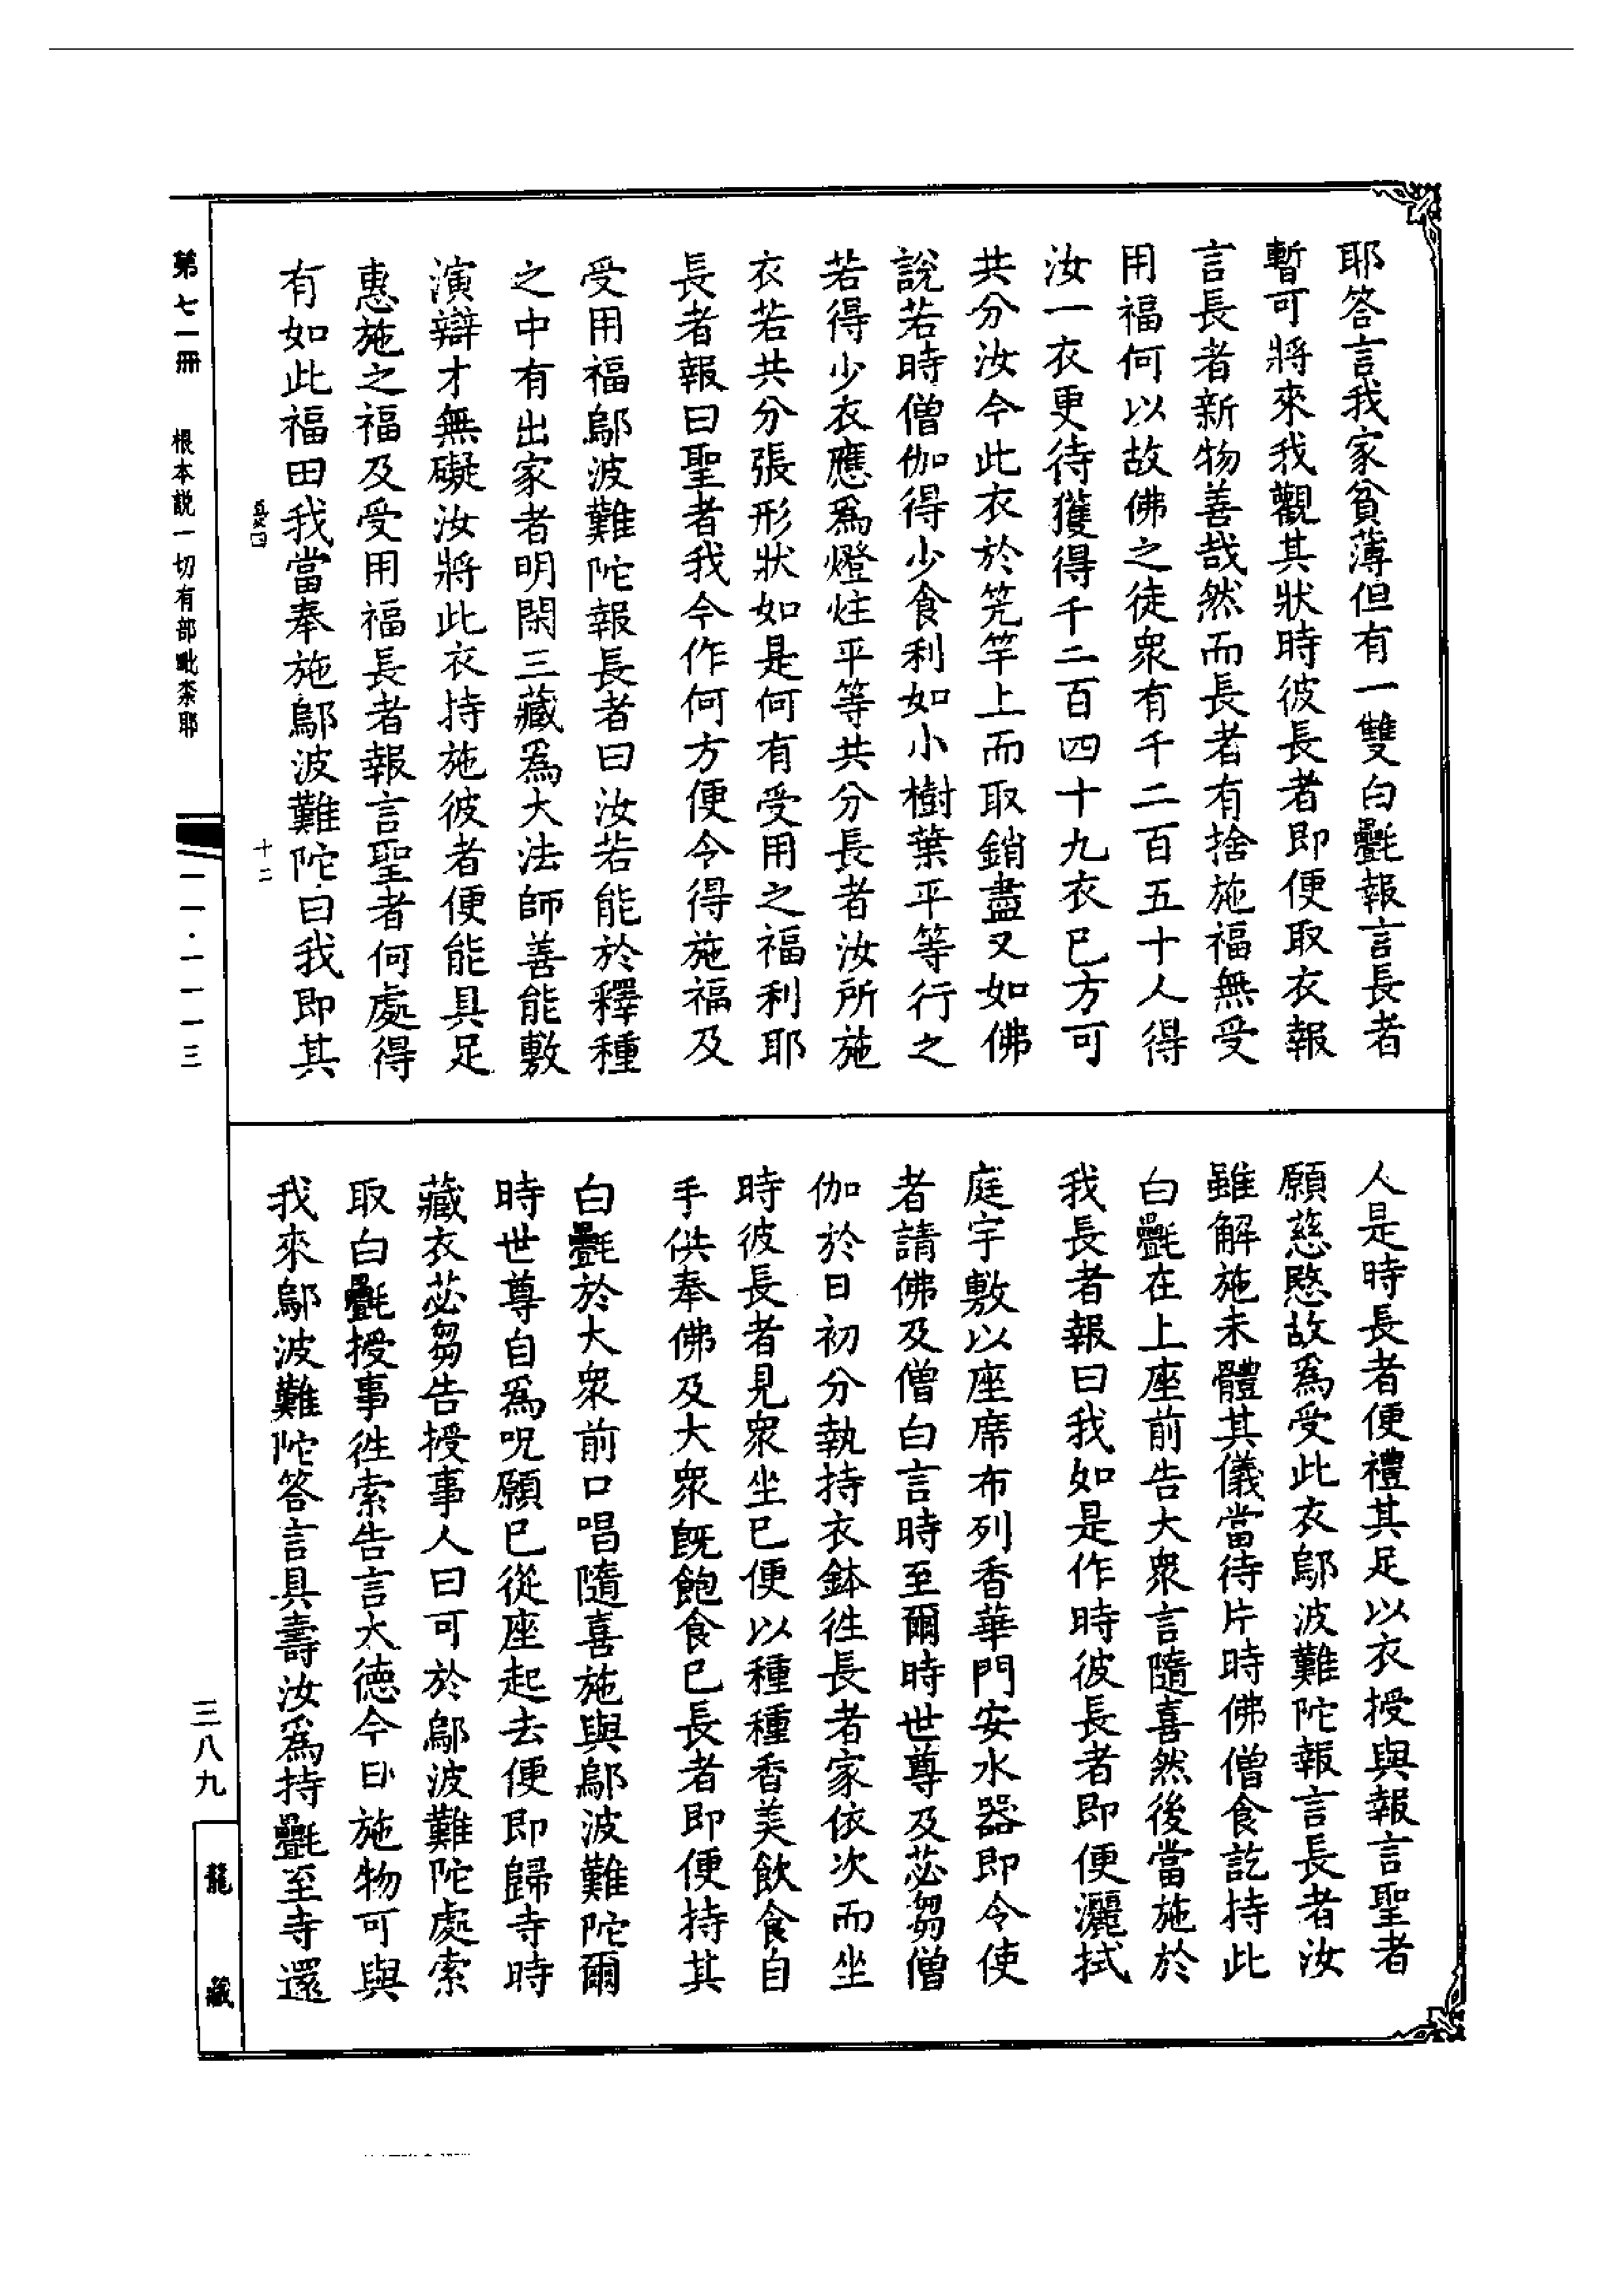 耶答言我家貧薄但有一雙白㲲報言長者
暫可將來我觀其狀時彼長者即便取衣報
言長者新物善哉然而長者有捨施福無受
用福何以故佛之徒衆有千二百五十人得
汝一衣更待獲得千二百四十九衣已方可
共分汝今此衣於笐竿上而取銷盡又如佛
說若時僧伽得少食利如小樹葉平等行之
若得少衣應爲燈炷平等共分長者汝所施
衣若共分張形狀如是何有受用之福利耶
長者報曰聖者我今作何方便令得施福及
受用福鄔波難陀報長者曰汝若能於釋種
之中有出家者明閑三藏爲大法師善能敷
演辯才無礙汝將此衣持施彼者便能具足
惠施之福及受用福長者報言聖者何處得
有如此福田我當奉施鄔波難陀曰我即其
十二
人是時長者便禮其足以衣授與報言聖者
願慈愍故爲受此衣鄔波難陀報言長者汝
雖解施未體其儀當待片時佛僧食訖持此
白㲲在上座前告大衆言隨喜然後當施於
我長者報曰我如是作時彼長者即便灑拭
庭宇敷以座席布列香華門安水器即令使
者請佛及僧白言時至爾時世尊及苾芻僧
伽於日初分執持衣鉢徃長者家依次而坐
時彼長者見衆坐已便以種種香美飲食自
手供奉佛及大衆旣飽食已長者即便持其
白㲲於大衆前口唱隨喜施與鄔波難陀爾
時世尊自爲呪願已從座起去便即歸寺時
藏衣苾芻告授事人曰可於鄔波難陀處索
取白㲲授事徃索告言大德今日施物可與
我來鄔波難陀答言具壽汝爲持㲲至寺還
第七一冊 根本説一切有部毗柰耶
一一·一一一三
三八九
龍藏